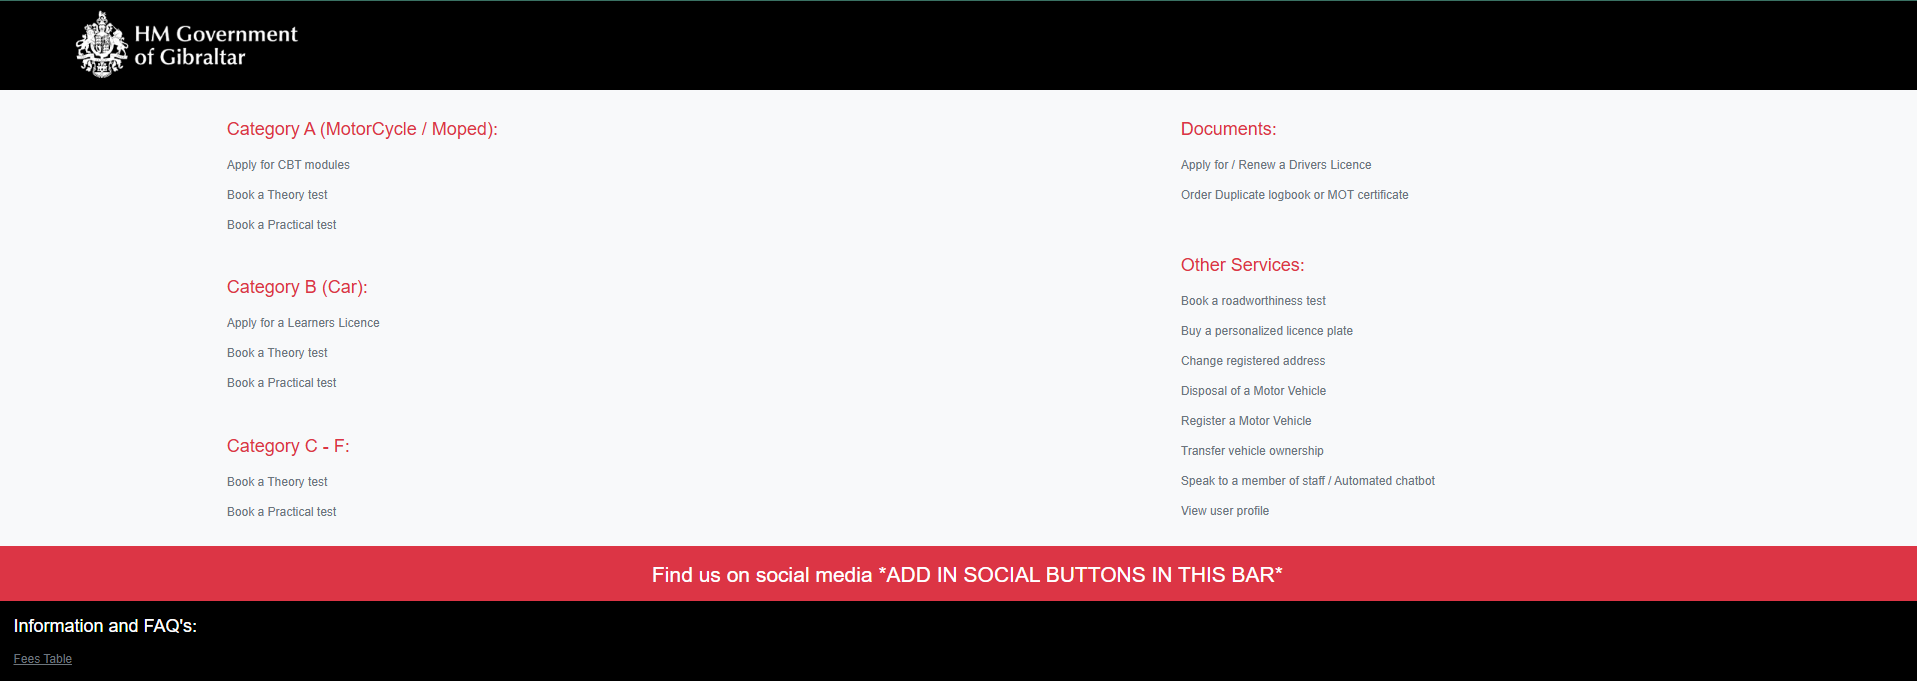 HM Government
of Gibraltar
Category A (MotorCycle / Moped):
Apply for CBT modules
Book a Theory test
Book a Practical test
Category B (Car):
Apply for a Learners Licence
Book a Theory test
Book a Practical test
Category C - F:
Book a Theory test
Book a Practical test
Documents:
Apply for / Renew a Drivers Licence
Order Duplicate logbook or MOT certificate
Other Services:
Book a roadworthiness test
Buy a personalized licence plate
Change registered address
Disposal of a Motor Vehicle
Register a Motor Vehicle
Transfer vehicle ownership
Speak to a member of staff / Automated chatbot
View user profile
Find us on social media *ADD IN SOCIAL BUTTONS IN THIS BAR*
Information and FAQ's:
Fees Table